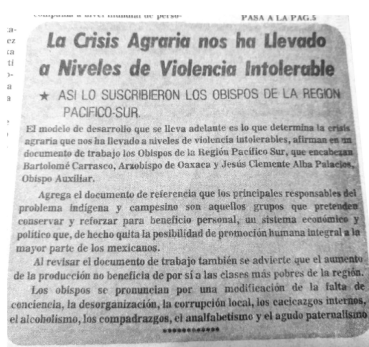 PASA A LA PAG.5
La Crisis Agraria nos ha Llevado
a Niveles de Violencia Intolerable
★ ASI LO SUSCRIBIERON LOS OBISPOS DE LA REGION
PACIFICO-SUR.
El modelo de desarrollo que se lleva adelante es lo que determina la crisis
agraria que nos ha llevado a niveles de violencia intolerables, afirman en un
documento de trabajo los Obispos de la Región Pacífico Sur, que encabezan
Bartolomé Carrasco, Arzobispo de Oaxaca y Jesús Clemente Alba Palacios,
Obispo Auxiliar.
Agrega el documento de referencia que los principales responsables del
problema indígena y campesino son aquellos grupos que pretenden
conservar y reforzar para beneficio personal, un sistema económico y
político que, de hecho quita la posibilidad de promoción humana integral a la
mayor parte de los mexicanos.
Al revisar el documento de trabajo también se advierte que el aumento
de la producción no beneficia de por sí a las clases más pobres de la región.
Los obispos se pronuncian por una modificación de la falta de
conciencia, la desorganización, la corrupción local, los cacicazgos internos,
el alcoholismo, los compadrazgos, el analfabetismo y el agudo paternalismo